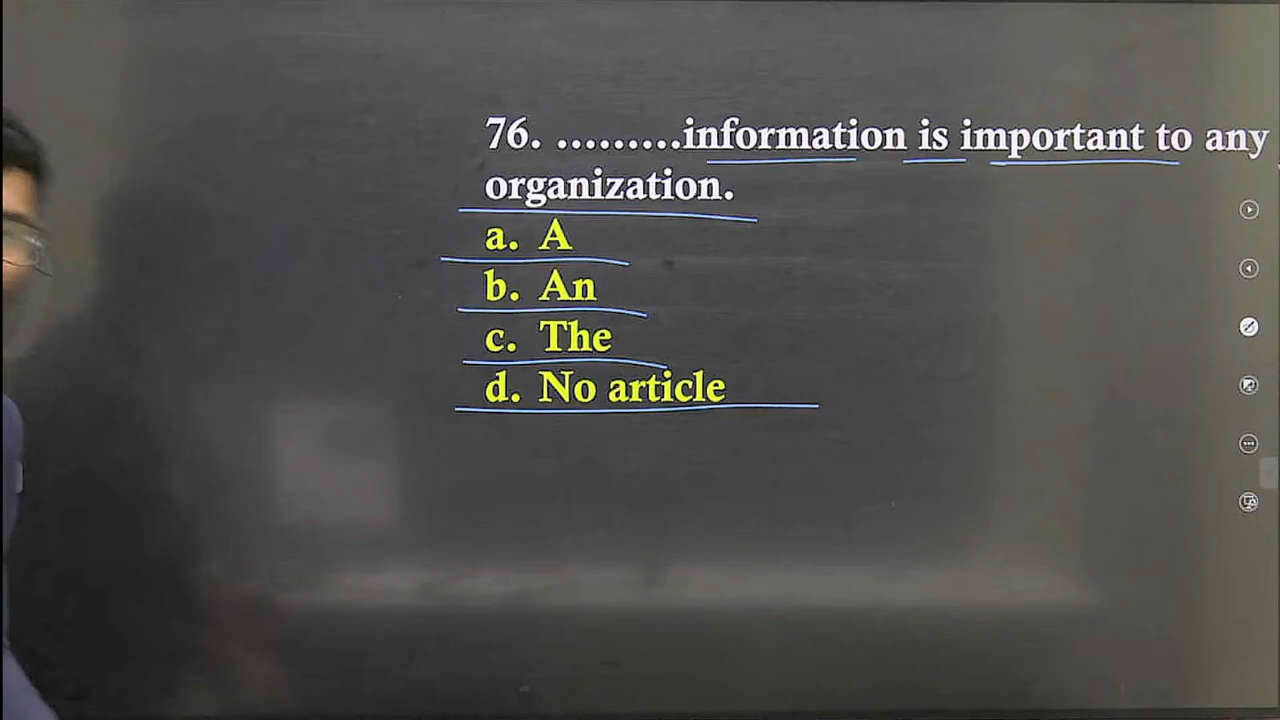 76. ..........information is important to any
organization.
a. A
b. An
c. The
d. No article